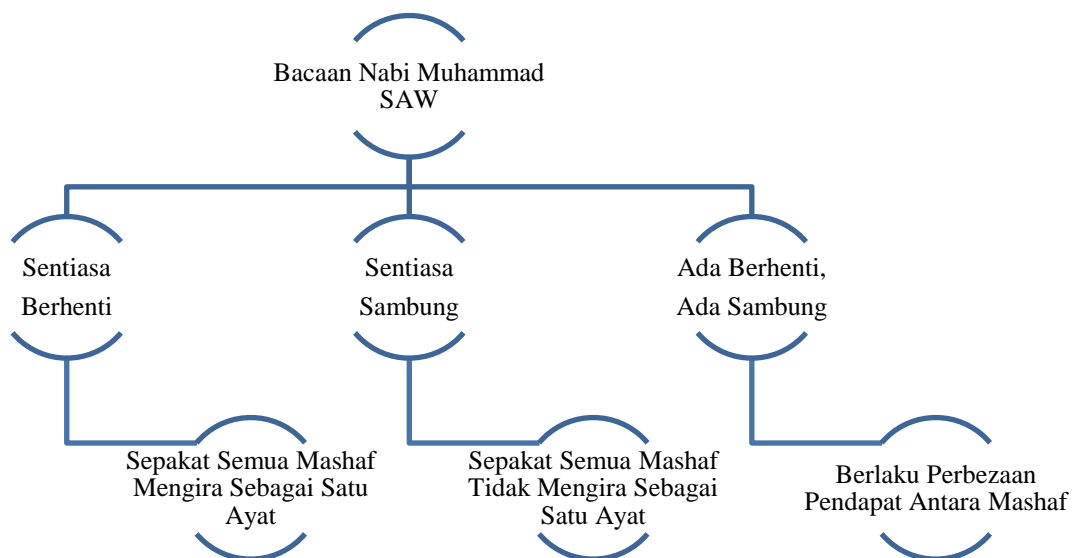 Bacaan Nabi Muhammad
SAW
Sentiasa
Berhenti
Sentiasa
Sambung
Ada Berhenti,
Ada Sambung
Sepakat Semua Mashaf
Mengira Sebagai Satu
Ayat
Sepakat Semua Mashaf
Tidak Mengira Sebagai
Satu Ayat
Berlaku Perbezaan
Pendapat Antara Mashaf